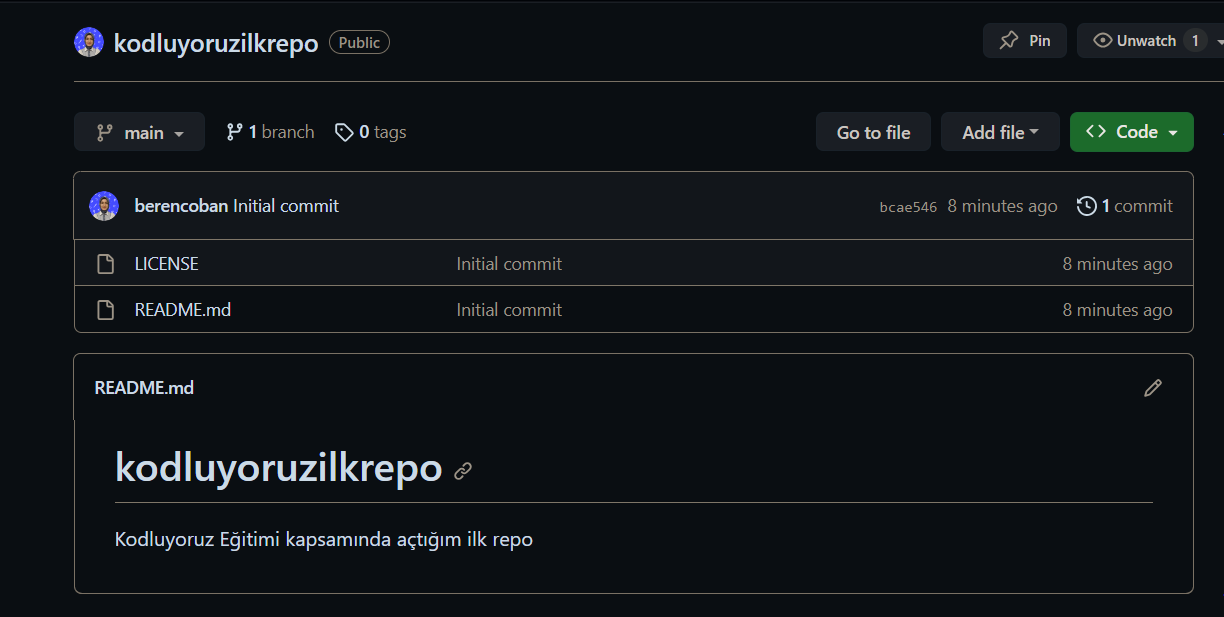 kodluyoruzilkrepo Public Pin Unwatch 1
main 1 branch 0 tags Go to file Add file Code
berencoban Initial commit bcae546 8 minutes ago 1 commit
LICENSE Initial commit 8 minutes ago
README.md Initial commit 8 minutes ago
README.md
kodluyoruzilkrepo
Kodluyoruz Eğitimi kapsamında açtığım ilk repo